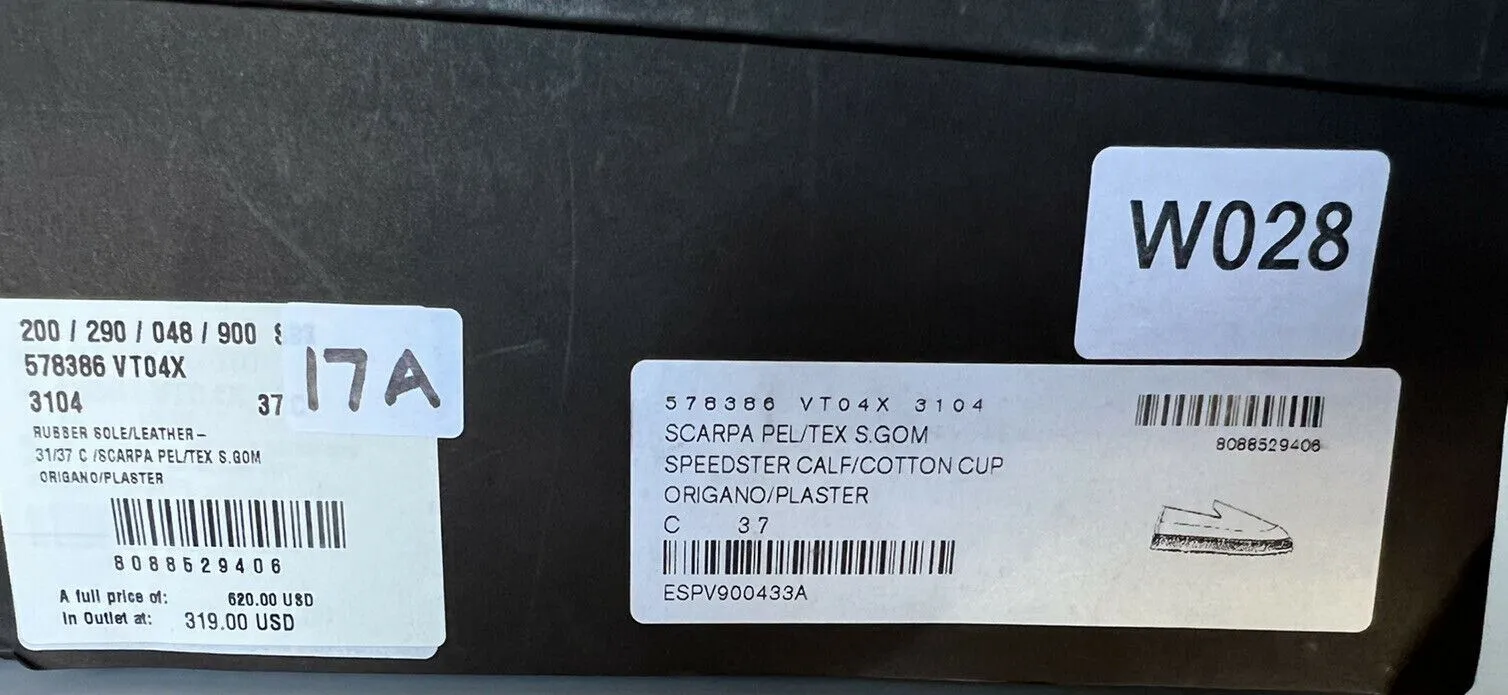 W028
200 / 290 / 048 / 900
17A
578386 VT04X
3104 37
RUBBER SOLE/LEATHER-
31/37 C /SCARPA PEL/TEX S.GOM
ORIGANO/PLASTER
8088529406
A full price of: 620.00 USD
In Outlet at: 319.00 USD
578386 VT04X 3104
SCARPA PEL/TEX S.GOM
SPEEDSTER CALF/COTTON CUP
ORIGANO/PLASTER
C 37
ESPV900433A
8088529406